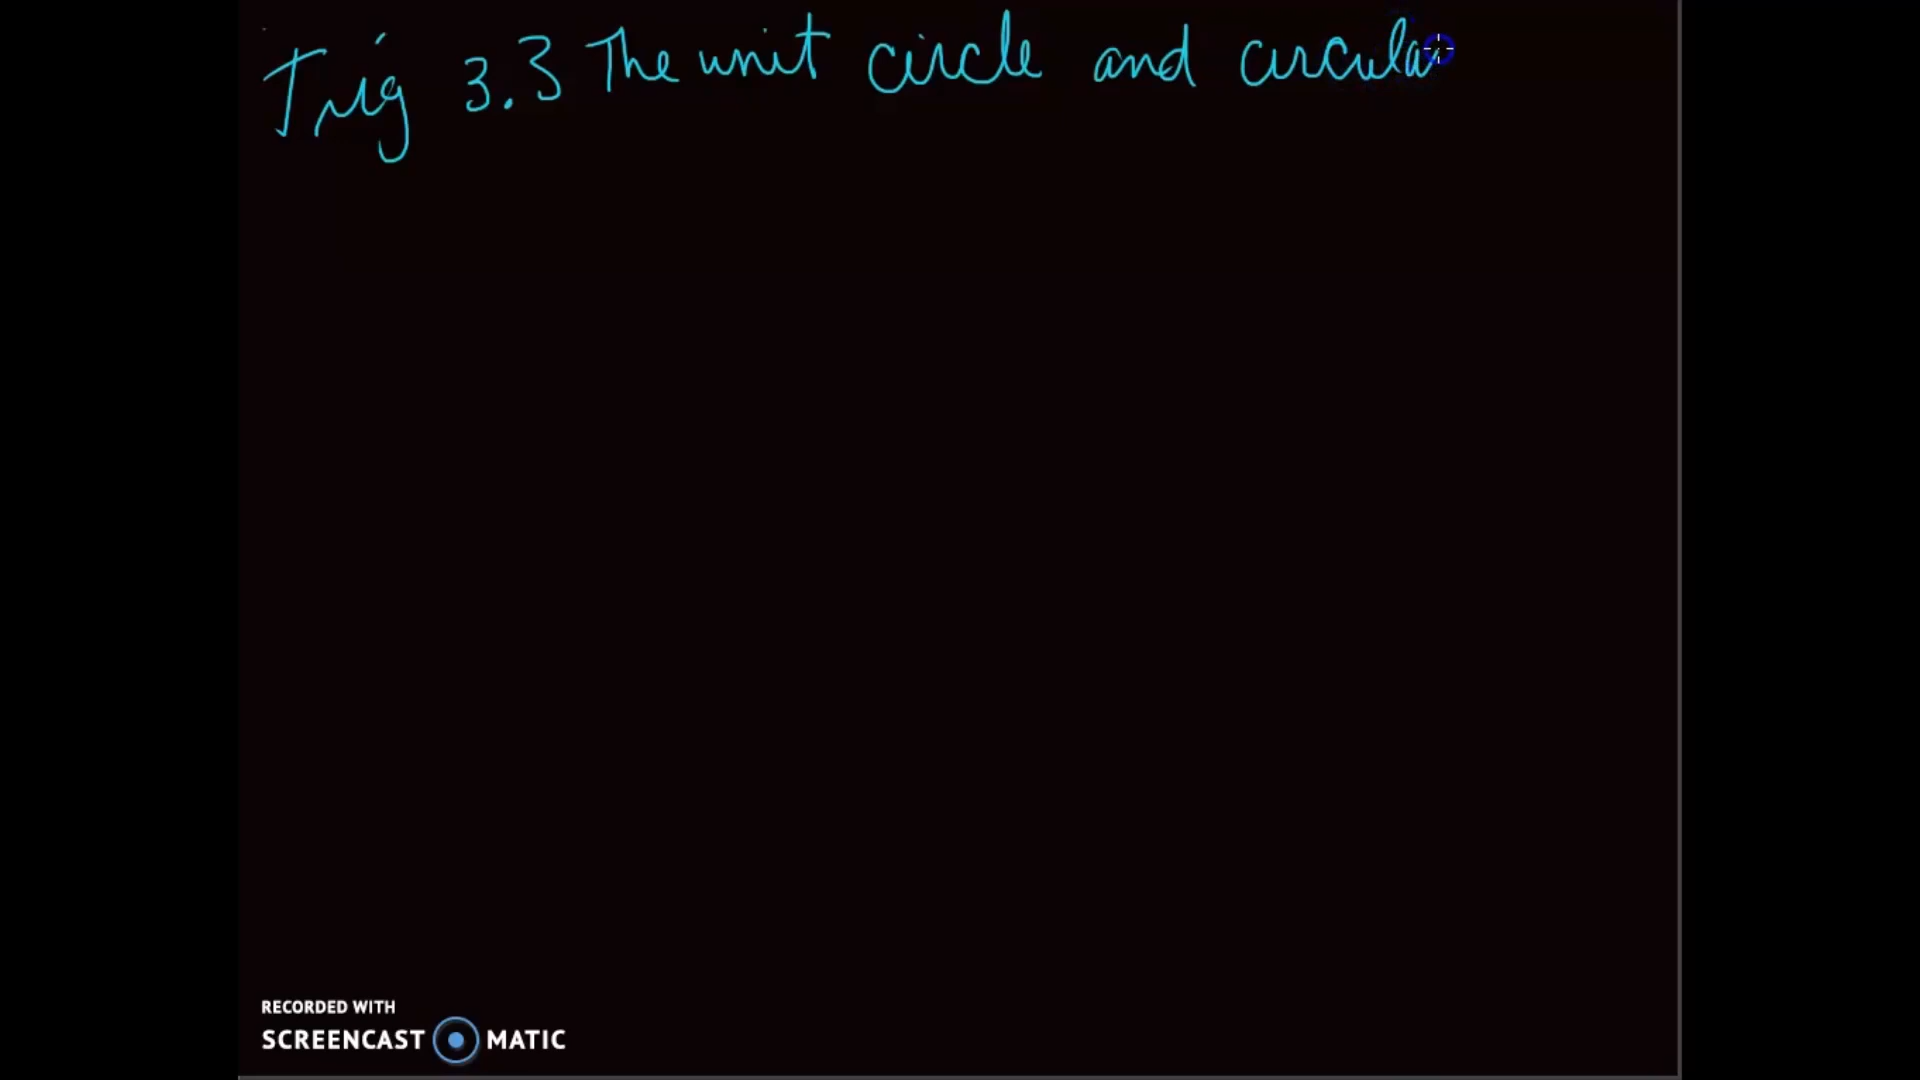 Trig 3.3 The unit circle and circula
RECORDED WITH
SCREENCAST MATIC